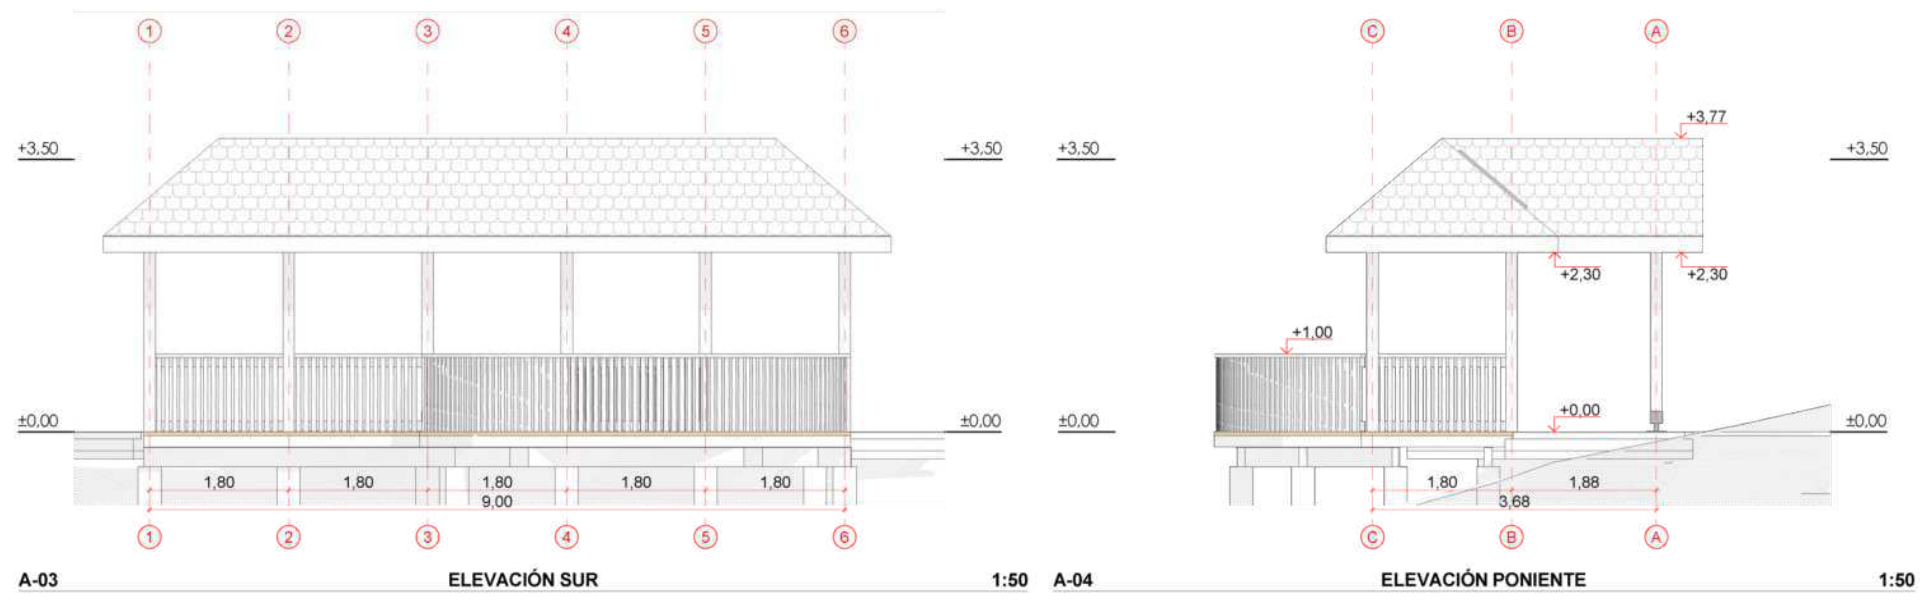 1 2 3 4 5 6
+3,50 +3,50
±0,00 ±0,00
1,80 1,80 1,80 1,80 1,80
9,00
1 2 3 4 5 6
A-03 ELEVACIÓN SUR 1:50
C B A
+3,77
+3,50 +3,50
+2,30 +2,30
+1,00
+0,00
±0,00 ±0,00
1,80 1,88
3,68
C B A
A-04 ELEVACIÓN PONIENTE 1:50